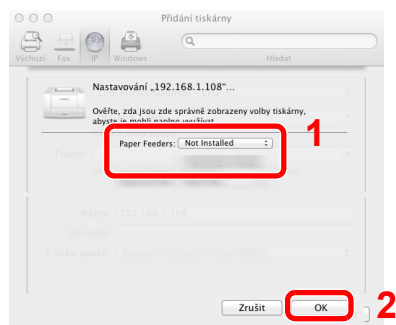 Přidání tiskárny
Výchozí Fax IP Windows Hledat
Nastavování „192.168.1.108“...
Ověřte, zda jsou zde správně zobrazeny volby tiskárny,
abyste je mohli naplno využívat.
1
Paper Feeders: Not Installed
Fronta:
Název: 192.168.1.108
Umístění:
K tisku použít:
Zrušit OK
2